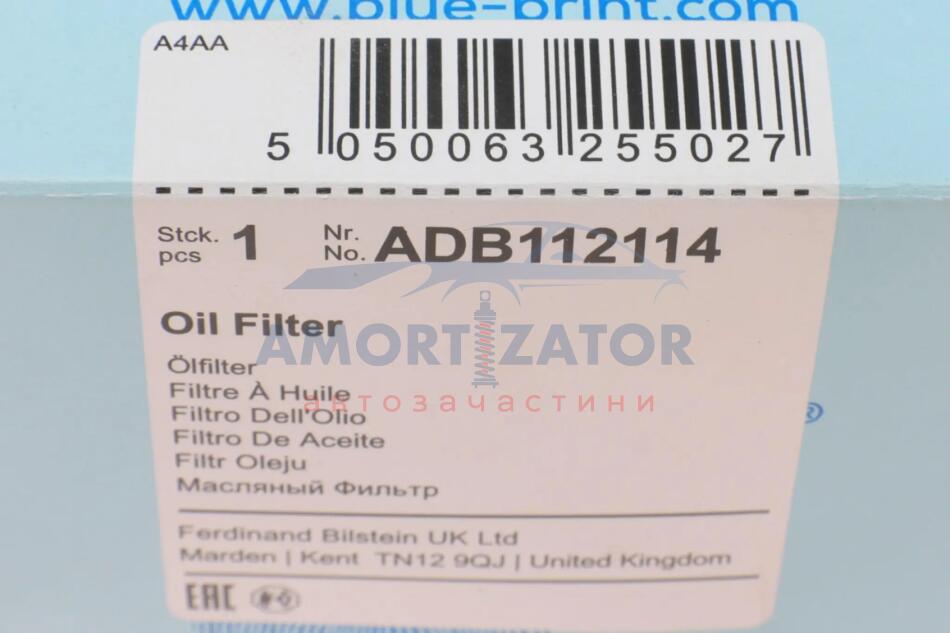 www.blue-print.com
A4AA
5 050063 255027
Stck. 1 Nr. ADB112114
pcs No.
Oil Filter
AMORTIZATOR
Ölfilter
Filtre À Huile
автозачастини
Filtro Dell'Olio
®
Filtro De Aceite
Filtr Oleju
Масляный Фильтр
Ferdinand Bilstein UK Ltd
Marden | Kent TN12 9QJ | United Kingdom
EAC